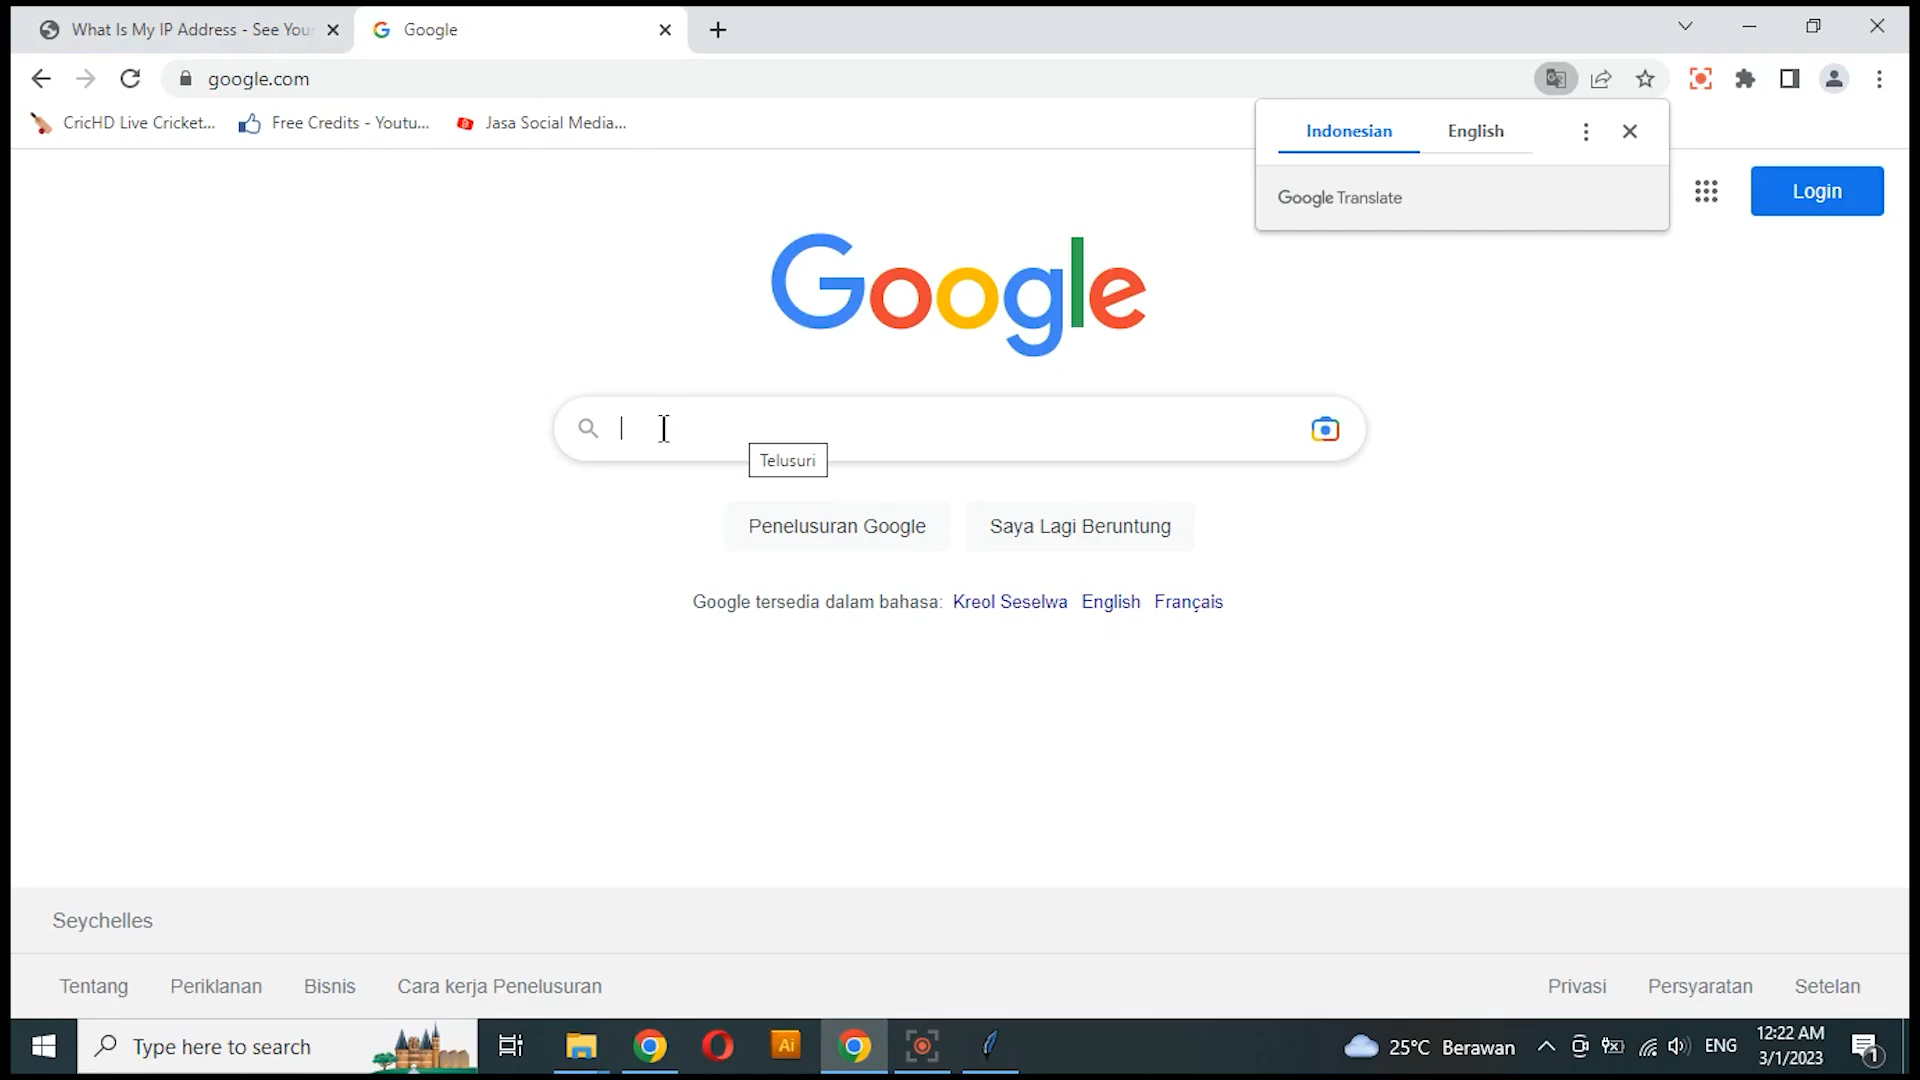 What Is My IP Address - See You
Google
google.com
CricHD Live Cricket...
Free Credits - Youtu...
Jasa Social Media...
Indonesian
English
Google Translate
Login
Google
Telusuri
Penelusuran Google
Saya Lagi Beruntung
Google tersedia dalam bahasa: Kreol Seselwa English Français
Seychelles
Tentang
Periklanan
Bisnis
Cara kerja Penelusuran
Privasi
Persyaratan
Setelan
Type here to search
Ai
25°C Berawan
ENG
12:22 AM
3/1/2023
1